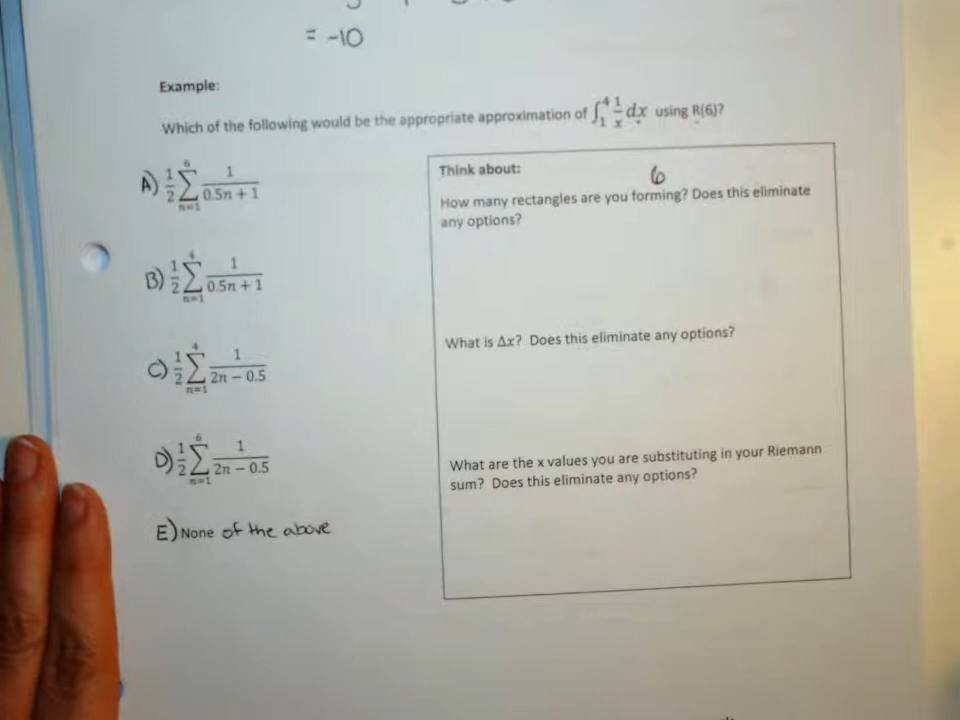 = -10
Example:
Which of the following would be the appropriate approximation of ∫₁⁴ 1/x dx using R(6)?
A) 1/2 ∑_{n=1}^{6} 1/(0.5n + 1)
B) 1/2 ∑_{n=1}^{4} 1/(0.5n + 1)
C) 1/2 ∑_{n=1}^{4} 1/(2n − 0.5)
D) 1/2 ∑_{n=1}^{6} 1/(2n − 0.5)
E) None of the above
Think about:
6
How many rectangles are you forming? Does this eliminate
any options?
What is Δx? Does this eliminate any options?
What are the x values you are substituting in your Riemann
sum? Does this eliminate any options?